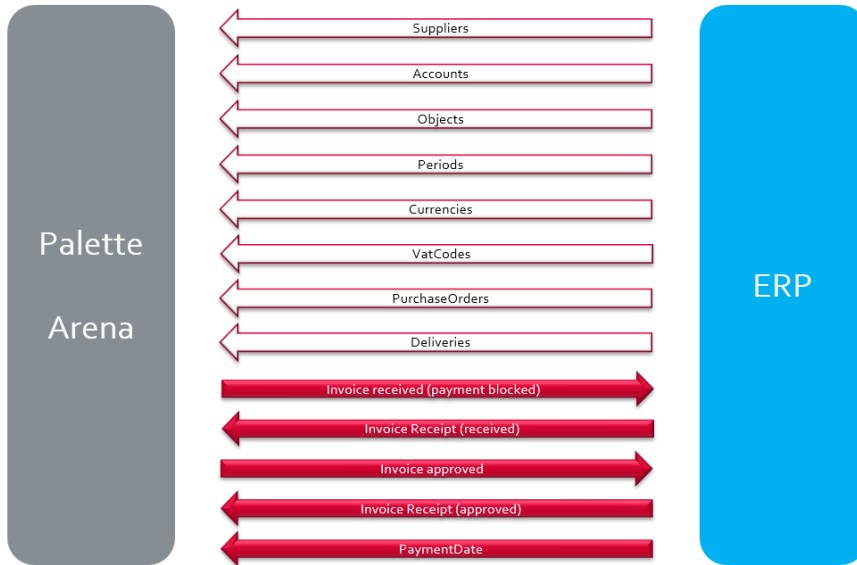 Palette
Arena
Suppliers
Accounts
Objects
Periods
Currencies
VatCodes
PurchaseOrders
Deliveries
Invoice received (payment blocked)
Invoice Receipt (received)
Invoice approved
Invoice Receipt (approved)
PaymentDate
ERP